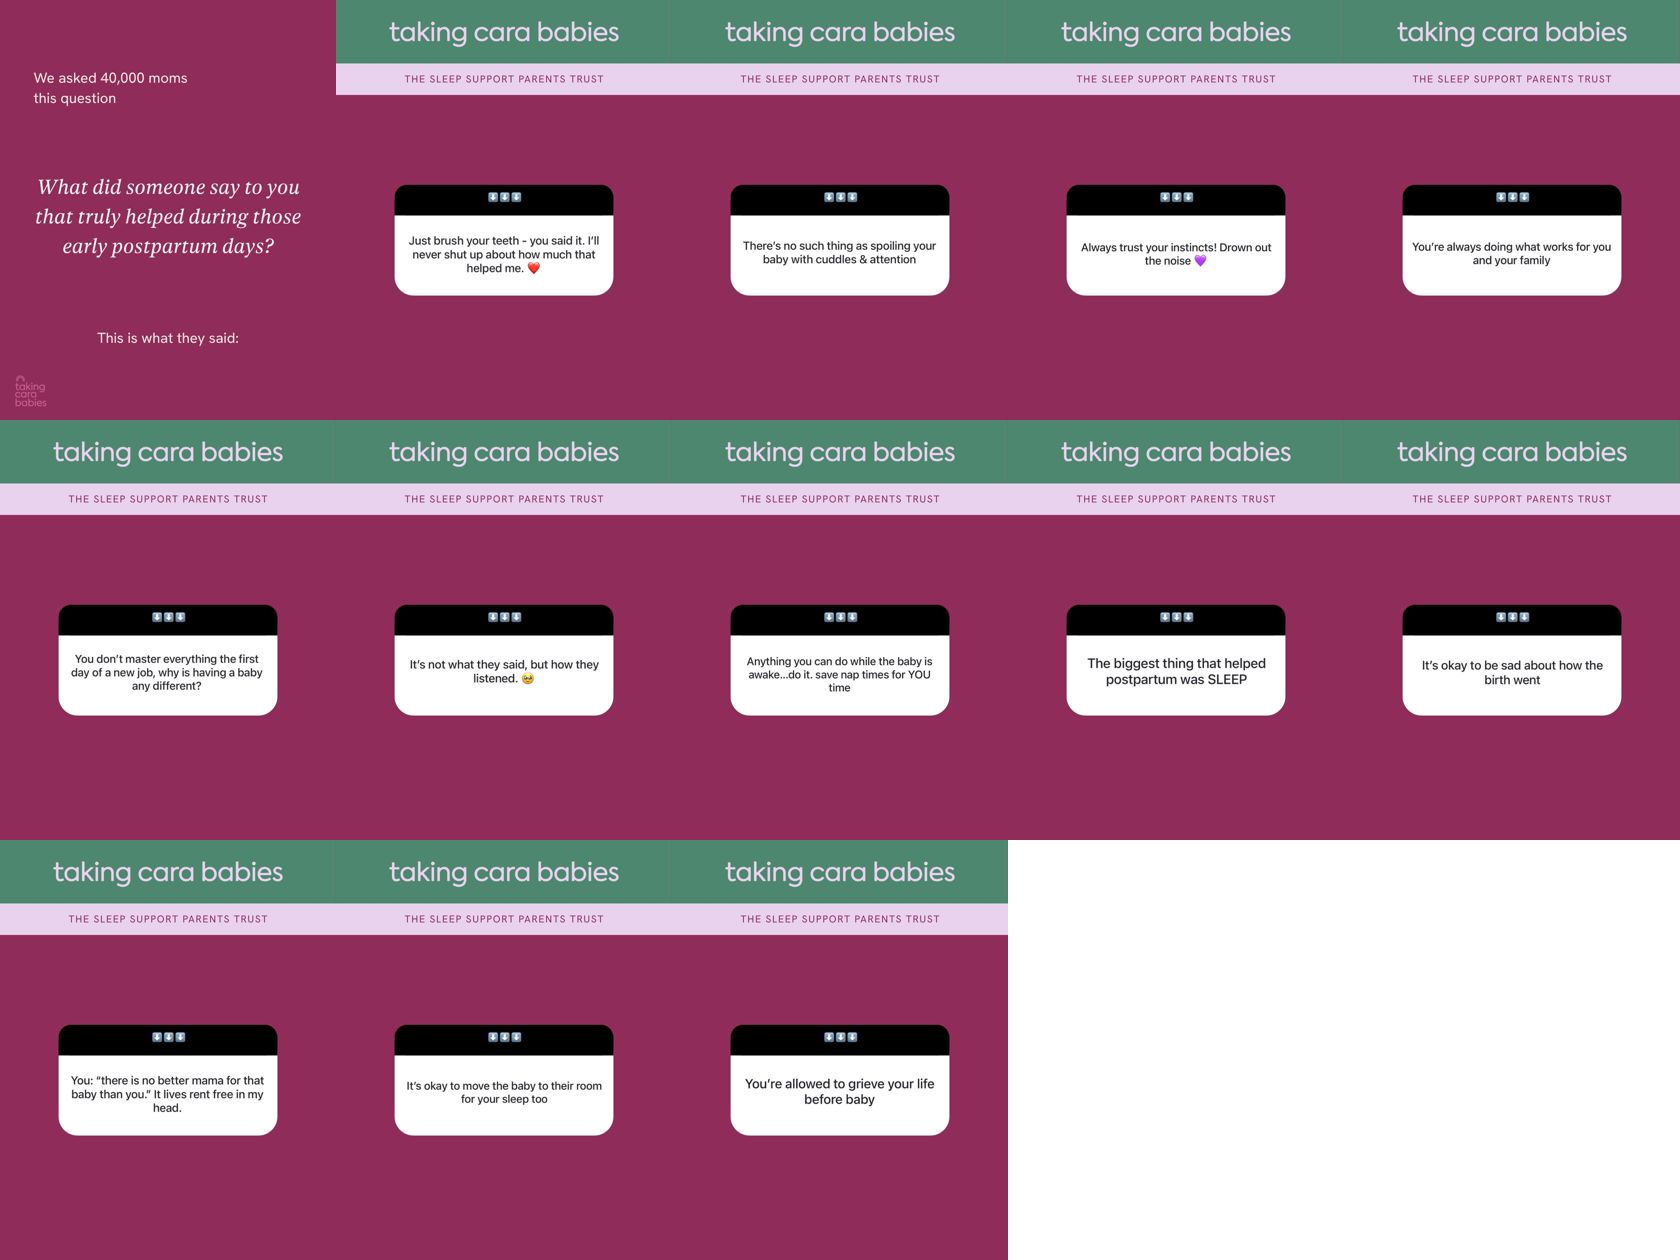 We asked 40,000 moms
this question
What did someone say to you
that truly helped during those
early postpartum days?
This is what they said:
taking
cara
babies
taking cara babies
THE SLEEP SUPPORT PARENTS TRUST
⬇️⬇️⬇️
Just brush your teeth - you said it. I'll
never shut up about how much that
helped me. ❤️
taking cara babies
THE SLEEP SUPPORT PARENTS TRUST
⬇️⬇️⬇️
There's no such thing as spoiling your
baby with cuddles & attention
taking cara babies
THE SLEEP SUPPORT PARENTS TRUST
⬇️⬇️⬇️
Always trust your instincts! Drown out
the noise 💜
taking cara babies
THE SLEEP SUPPORT PARENTS TRUST
⬇️⬇️⬇️
You're always doing what works for you
and your family
taking cara babies
THE SLEEP SUPPORT PARENTS TRUST
⬇️⬇️⬇️
You don't master everything the first
day of a new job, why is having a baby
any different?
taking cara babies
THE SLEEP SUPPORT PARENTS TRUST
⬇️⬇️⬇️
It's not what they said, but how they
listened. 🥹
taking cara babies
THE SLEEP SUPPORT PARENTS TRUST
⬇️⬇️⬇️
Anything you can do while the baby is
awake...do it. save nap times for YOU
time
taking cara babies
THE SLEEP SUPPORT PARENTS TRUST
⬇️⬇️⬇️
The biggest thing that helped
postpartum was SLEEP
taking cara babies
THE SLEEP SUPPORT PARENTS TRUST
⬇️⬇️⬇️
It's okay to be sad about how the
birth went
taking cara babies
THE SLEEP SUPPORT PARENTS TRUST
⬇️⬇️⬇️
You: "there is no better mama for that
baby than you." It lives rent free in my
head.
taking cara babies
THE SLEEP SUPPORT PARENTS TRUST
⬇️⬇️⬇️
It's okay to move the baby to their room
for your sleep too
taking cara babies
THE SLEEP SUPPORT PARENTS TRUST
⬇️⬇️⬇️
You're allowed to grieve your life
before baby